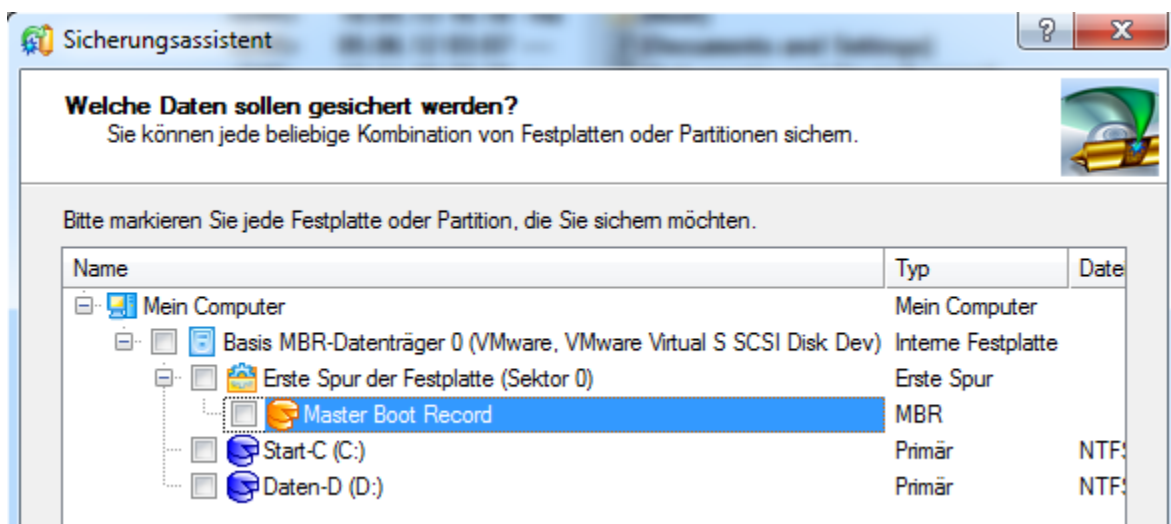 Sicherungsassistent
Welche Daten sollen gesichert werden?
Sie können jede beliebige Kombination von Festplatten oder Partitionen sichern.
Bitte markieren Sie jede Festplatte oder Partition, die Sie sichern möchten.
Name Typ Date
Mein Computer Mein Computer
Basis MBR-Datenträger 0 (VMware, VMware Virtual S SCSI Disk Dev) Interne Festplatte
Erste Spur der Festplatte (Sektor 0) Erste Spur
Master Boot Record MBR
Start-C (C:) Primär NTFS
Daten-D (D:) Primär NTFS